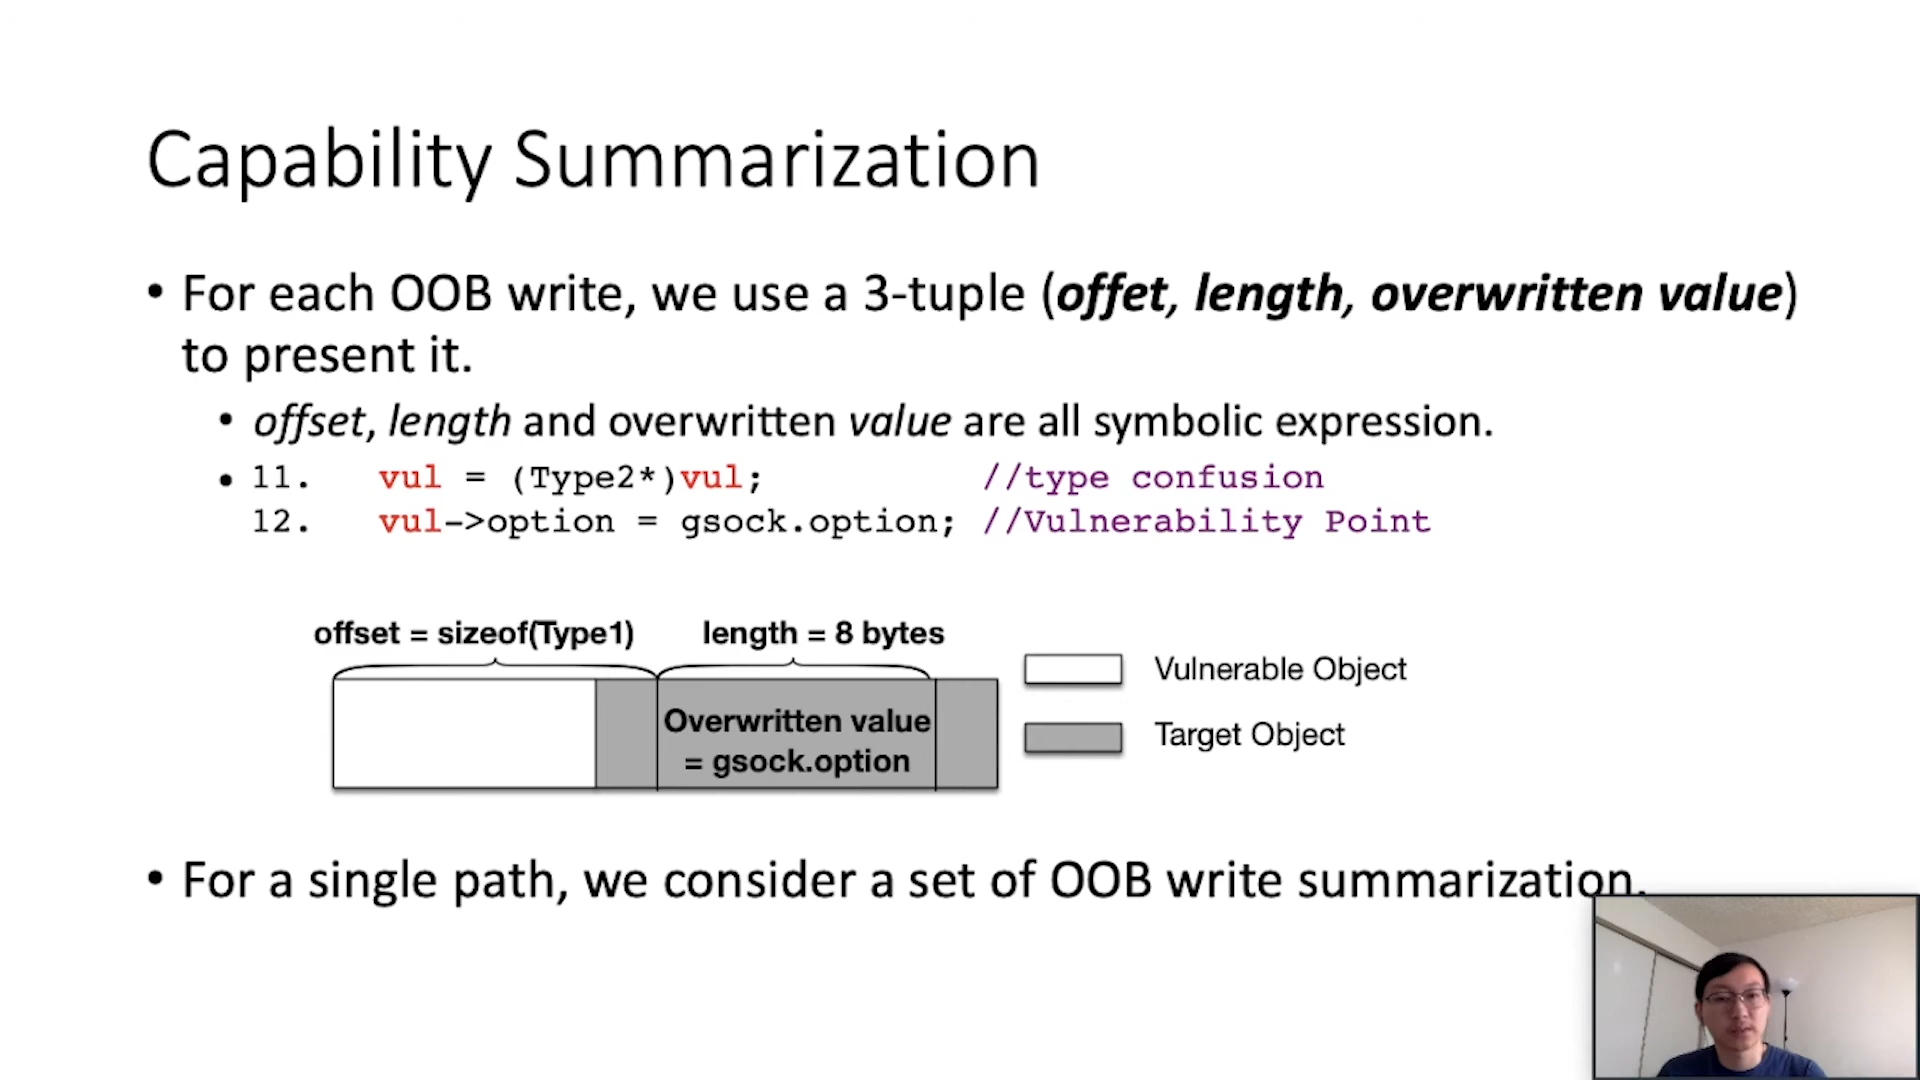 Capability Summarization
• For each OOB write, we use a 3-tuple (offet, length, overwritten value)
to present it.
• offset, length and overwritten value are all symbolic expression.
• 11. vul = (Type2*)vul; //type confusion
12. vul->option = gsock.option; //Vulnerability Point
offset = sizeof(Type1) length = 8 bytes
Vulnerable Object
Overwritten value
= gsock.option
Target Object
• For a single path, we consider a set of OOB write summarization.